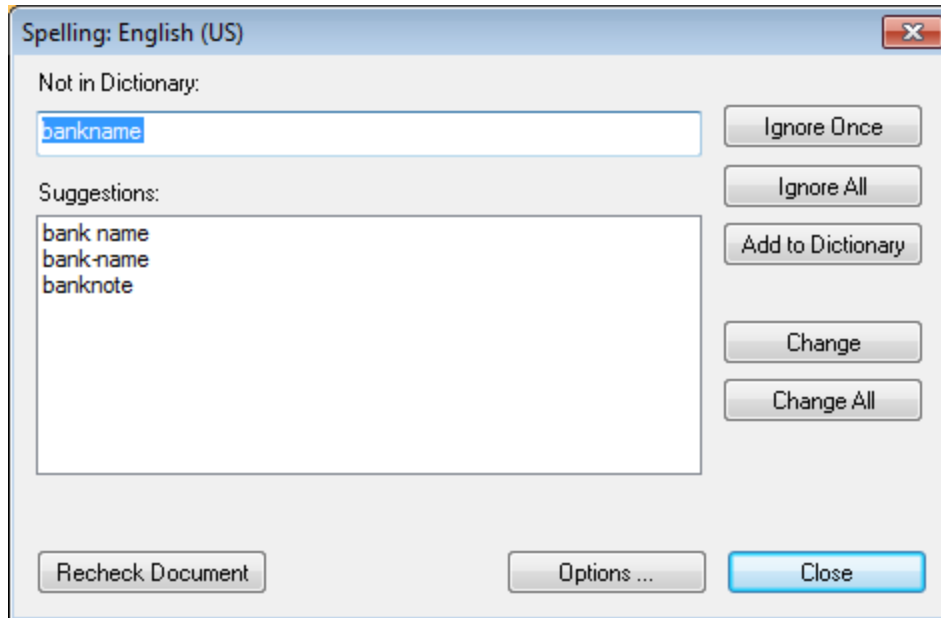 Spelling: English (US)
Not in Dictionary:
bankname
Ignore Once
Ignore All
Suggestions:
bank name
bank-name
banknote
Add to Dictionary
Change
Change All
Recheck Document
Options ...
Close